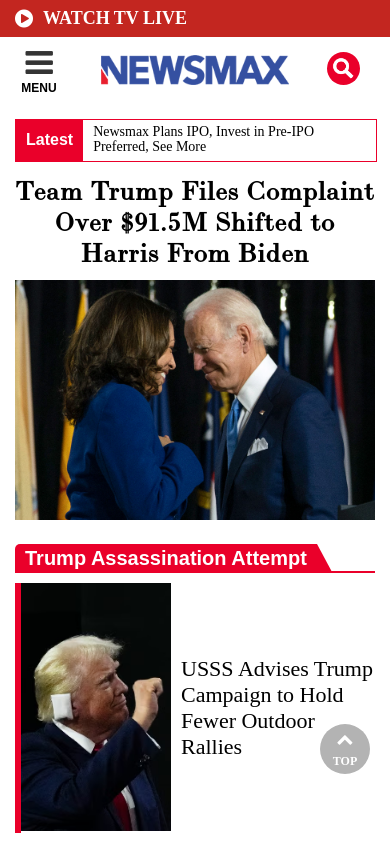 WATCH TV LIVE
MENU
NEWSMAX
Latest
Newsmax Plans IPO, Invest in Pre-IPO
Preferred, See More
Team Trump Files Complaint
Over $91.5M Shifted to
Harris From Biden
Trump Assassination Attempt
USSS Advises Trump
Campaign to Hold
Fewer Outdoor
Rallies
TOP